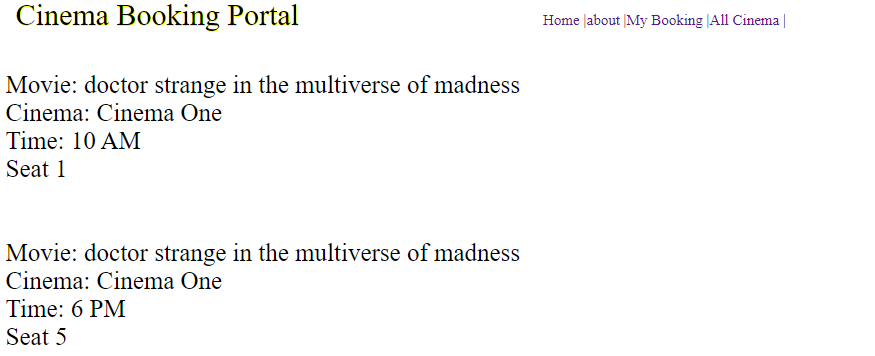 Cinema Booking Portal
Home |about |My Booking |All Cinema |
Movie: doctor strange in the multiverse of madness
Cinema: Cinema One
Time: 10 AM
Seat 1
Movie: doctor strange in the multiverse of madness
Cinema: Cinema One
Time: 6 PM
Seat 5